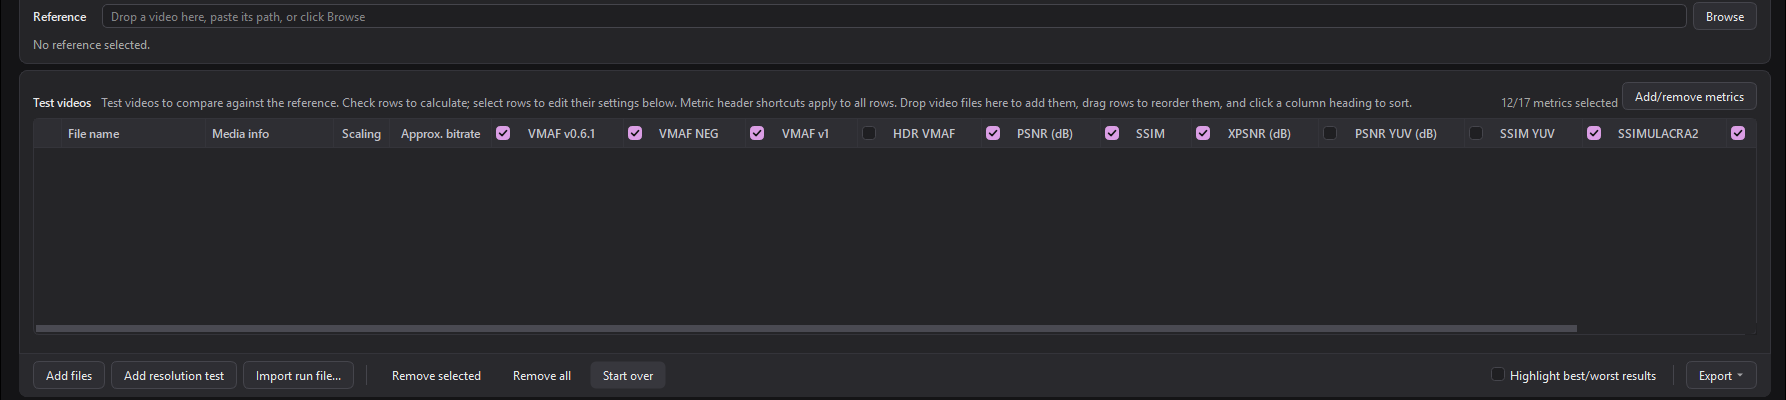 Reference Drop a video here, paste its path, or click Browse Browse
No reference selected.
Test videos Test videos to compare against the reference. Check rows to calculate; select rows to edit their settings below. Metric header shortcuts apply to all rows. Drop video files here to add them, drag rows to reorder them, and click a column heading to sort. 12/17 metrics selected Add/remove metrics
File name Media info Scaling Approx. bitrate VMAF v0.6.1 VMAF NEG VMAF v1 HDR VMAF PSNR (dB) SSIM XPSNR (dB) PSNR YUV (dB) SSIM YUV SSIMULACRA2
Add files Add resolution test Import run file... Remove selected Remove all Start over Highlight best/worst results Export